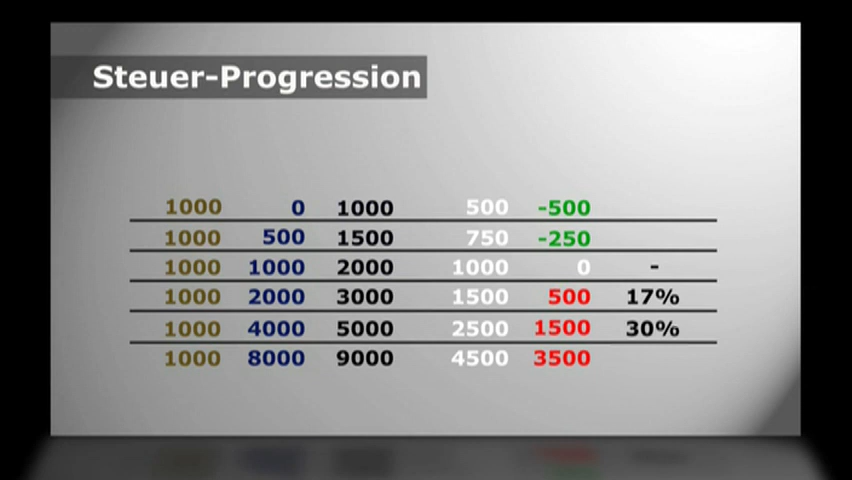 Steuer-Progression
1000 0 1000 500 -500
1000 500 1500 750 -250
1000 1000 2000 1000 0 -
1000 2000 3000 1500 500 17%
1000 4000 5000 2500 1500 30%
1000 8000 9000 4500 3500